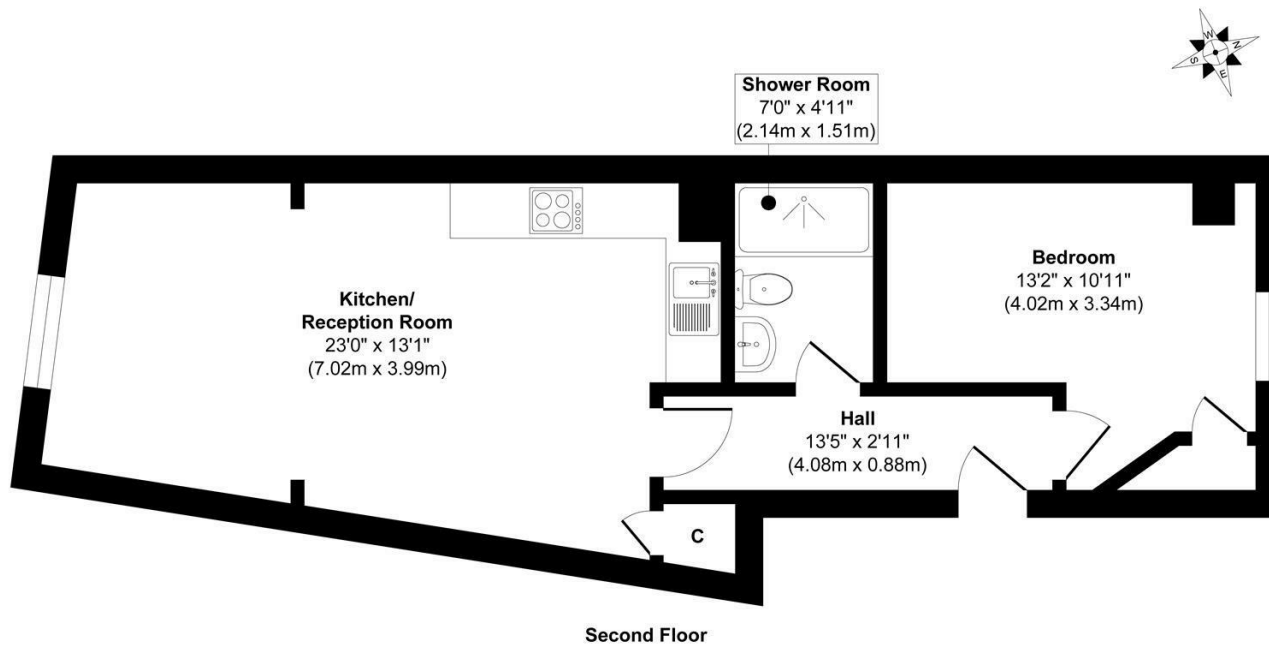 W
N
S
E
Shower Room
7'0" x 4'11"
(2.14m x 1.51m)
Kitchen/
Reception Room
23'0" x 13'1"
(7.02m x 3.99m)
Bedroom
13'2" x 10'11"
(4.02m x 3.34m)
Hall
13'5" x 2'11"
(4.08m x 0.88m)
C
Second Floor